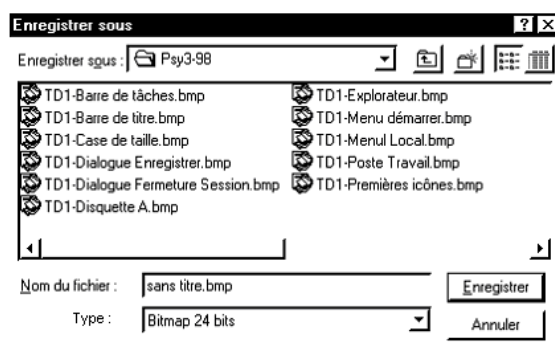 Enregistrer sous
Enregistrer sous : Psy3-98
TD1-Barre de tâches.bmp TD1-Explorateur.bmp
TD1-Barre de titre.bmp TD1-Menu démarrer.bmp
TD1-Case de taille.bmp TD1-Menul Local.bmp
TD1-Dialogue Enregistrer.bmp TD1-Poste Travail.bmp
TD1-Dialogue Fermeture Session.bmp TD1-Premières icônes.bmp
TD1-Disquette A.bmp
Nom du fichier : sans titre.bmp Enregistrer
Type : Bitmap 24 bits Annuler